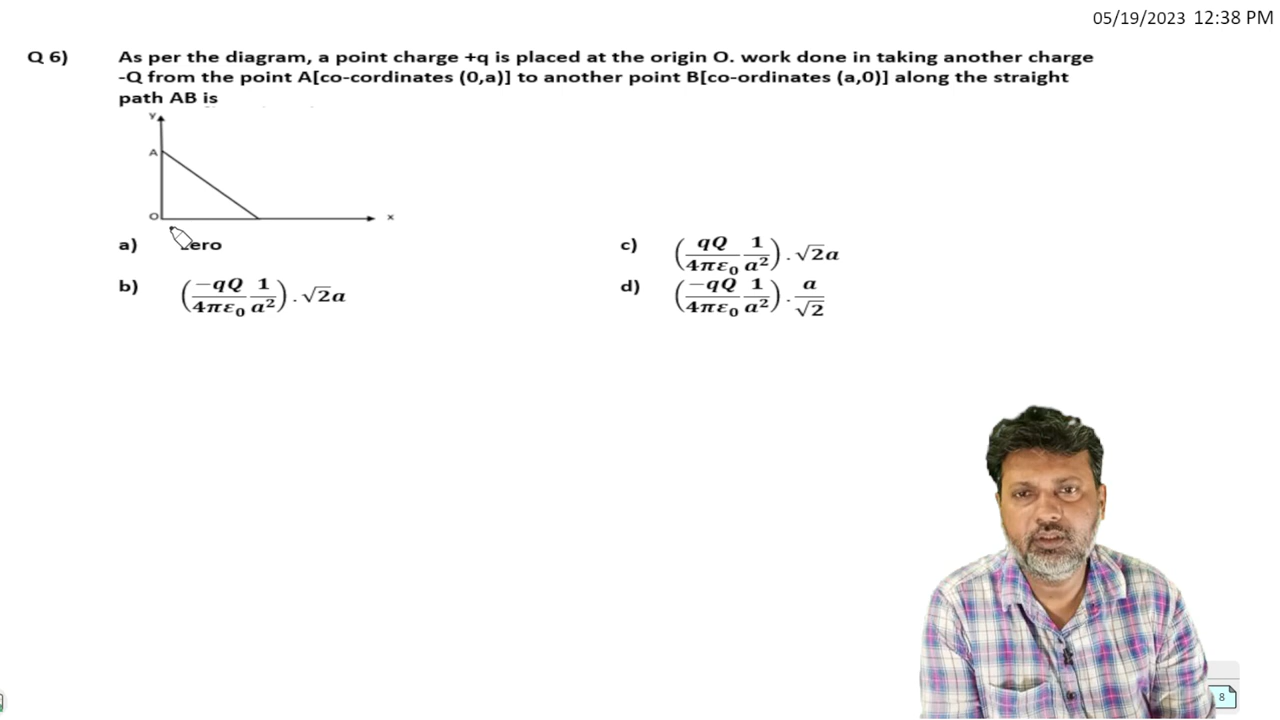 05/19/2023 12:38 PM
Q 6) As per the diagram, a point charge +q is placed at the origin O. work done in taking another charge
-Q from the point A[co-cordinates (0,a)] to another point B[co-ordinates (a,0)] along the straight
path AB is
Y
A
O
x
a) ero
c) (qQ/4πε₀ 1/a²) . √2a
b) (−qQ/4πε₀ 1/a²) . √2a
d) (−qQ/4πε₀ 1/a²) . a/√2
8